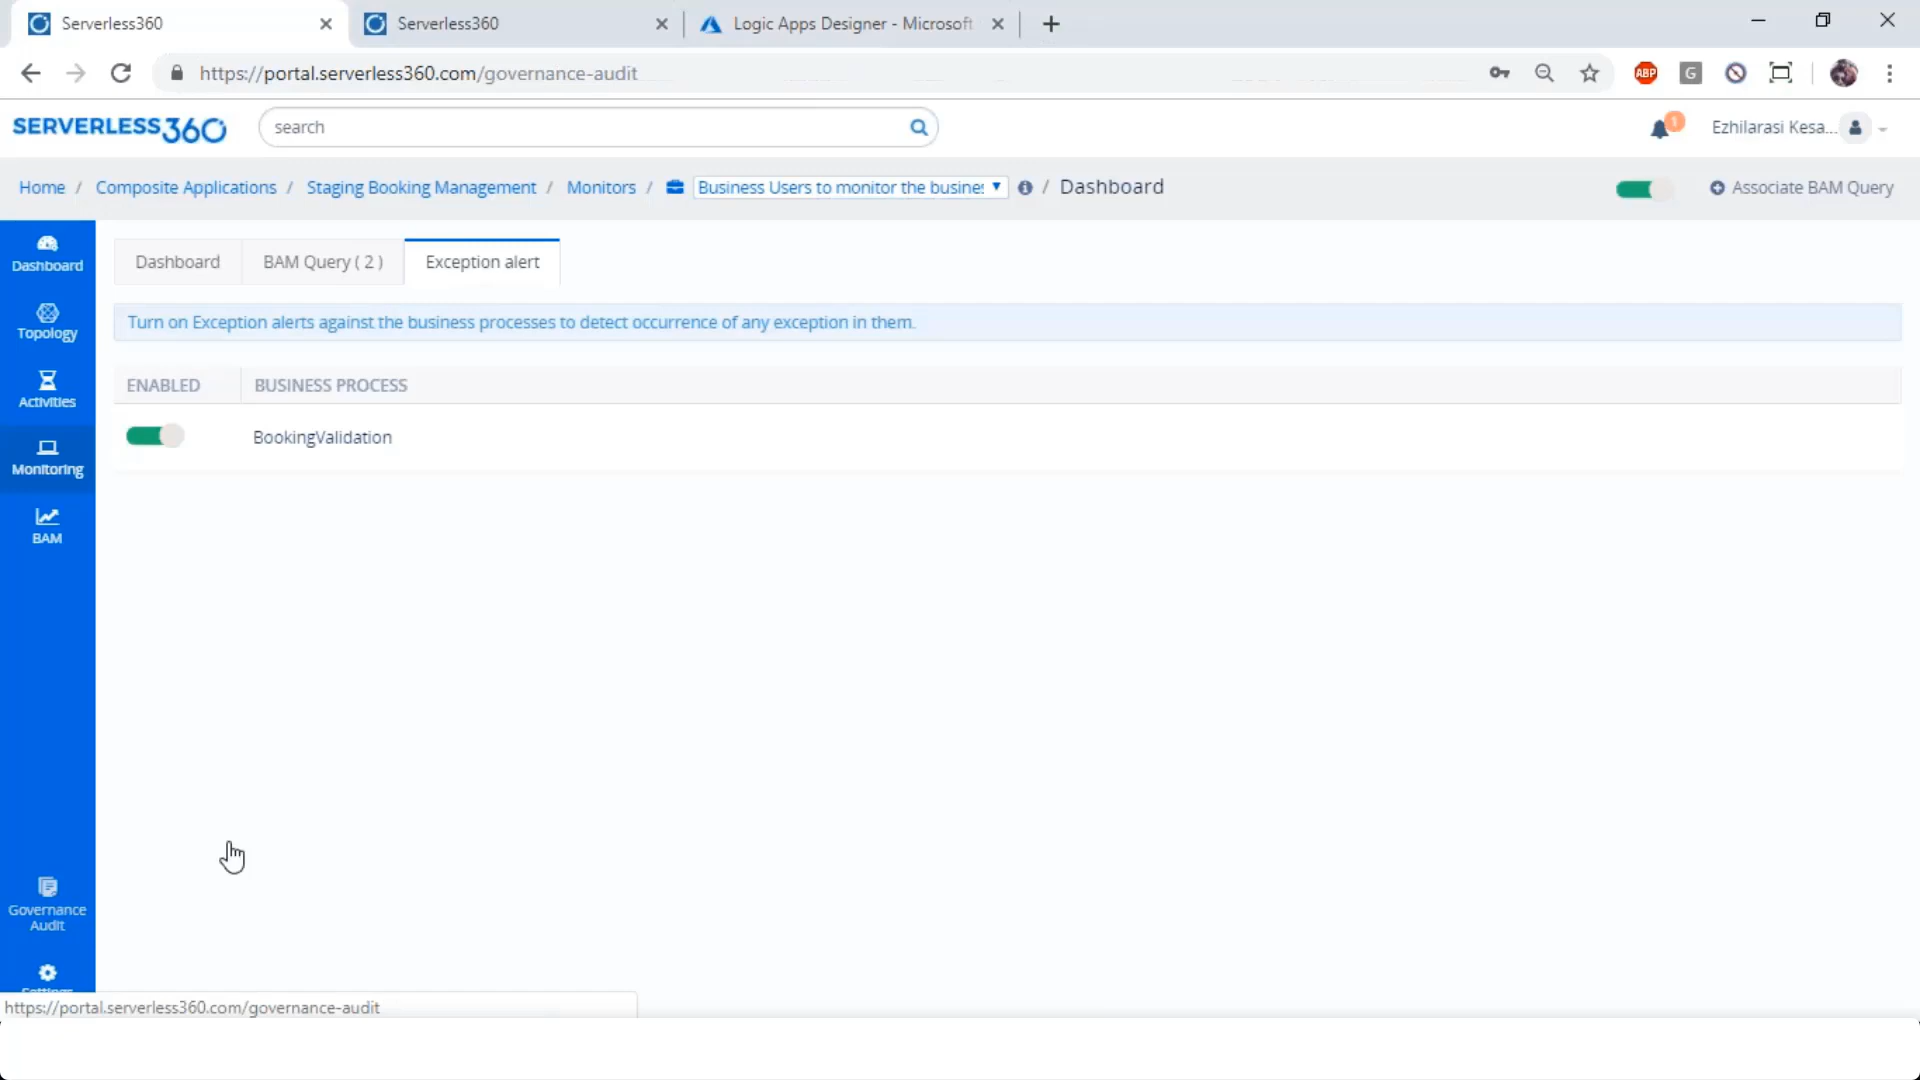 Serverless360
Serverless360
Logic Apps Designer - Microsoft
https://portal.serverless360.com/governance-audit
ABP
G
SERVERLESS360
search
1
Ezhilarasi Kesa...
Home / Composite Applications / Staging Booking Management / Monitors / Business Users to monitor the busine / Dashboard
Associate BAM Query
Dashboard
Topology
Activities
Monitoring
BAM
Governance
Audit
Settings
Dashboard
BAM Query ( 2 )
Exception alert
Turn on Exception alerts against the business processes to detect occurrence of any exception in them.
ENABLED
BUSINESS PROCESS
BookingValidation
https://portal.serverless360.com/governance-audit